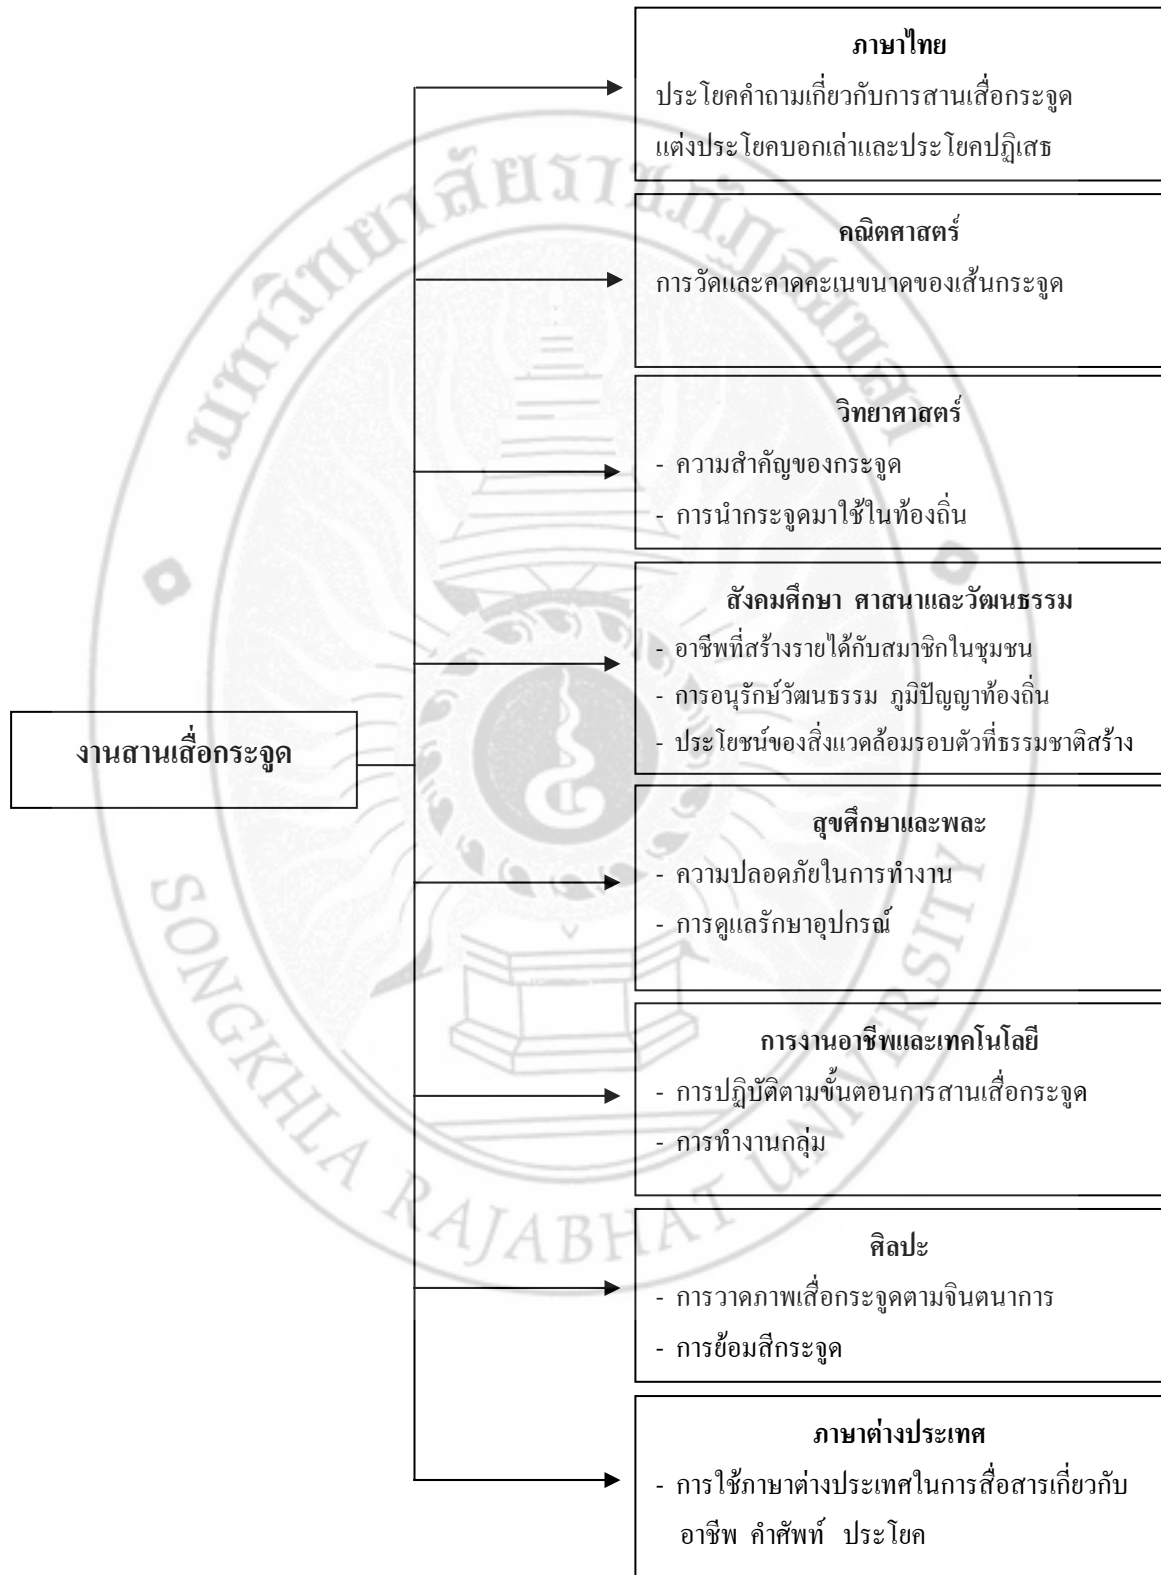 ภาษาไทย
ประโยคคำถามเกี่ยวกับการสานเสื่อกระจูด
แต่งประโยคบอกเล่าและประโยคปฏิเสธ
คณิตศาสตร์
การวัดและคาดคะเนขนาดของเส้นกระจูด
วิทยาศาสตร์
- ความสำคัญของกระจูด
- การนำกระจูดมาใช้ในท้องถิ่น
สังคมศึกษา ศาสนาและวัฒนธรรม
- อาชีพที่สร้างรายได้กับสมาชิกในชุมชน
- การอนุรักษ์วัฒนธรรม ภูมิปัญญาท้องถิ่น
- ประโยชน์ของสิ่งแวดล้อมรอบตัวที่ธรรมชาติสร้าง
งานสานเสื่อกระจูด
สุขศึกษาและพละ
- ความปลอดภัยในการทำงาน
- การดูแลรักษาอุปกรณ์
การงานอาชีพและเทคโนโลยี
- การปฏิบัติตามขั้นตอนการสานเสื่อกระจูด
- การทำงานกลุ่ม
ศิลปะ
- การวาดภาพเสื่อกระจูดตามจินตนาการ
- การย้อมสีกระจูด
ภาษาต่างประเทศ
- การใช้ภาษาต่างประเทศในการสื่อสารเกี่ยวกับ
อาชีพ คำศัพท์ ประโยค
มหาวิทยาลัยราชภัฏสงขลา
SONGKHLA RAJABHAT UNIVERSITY